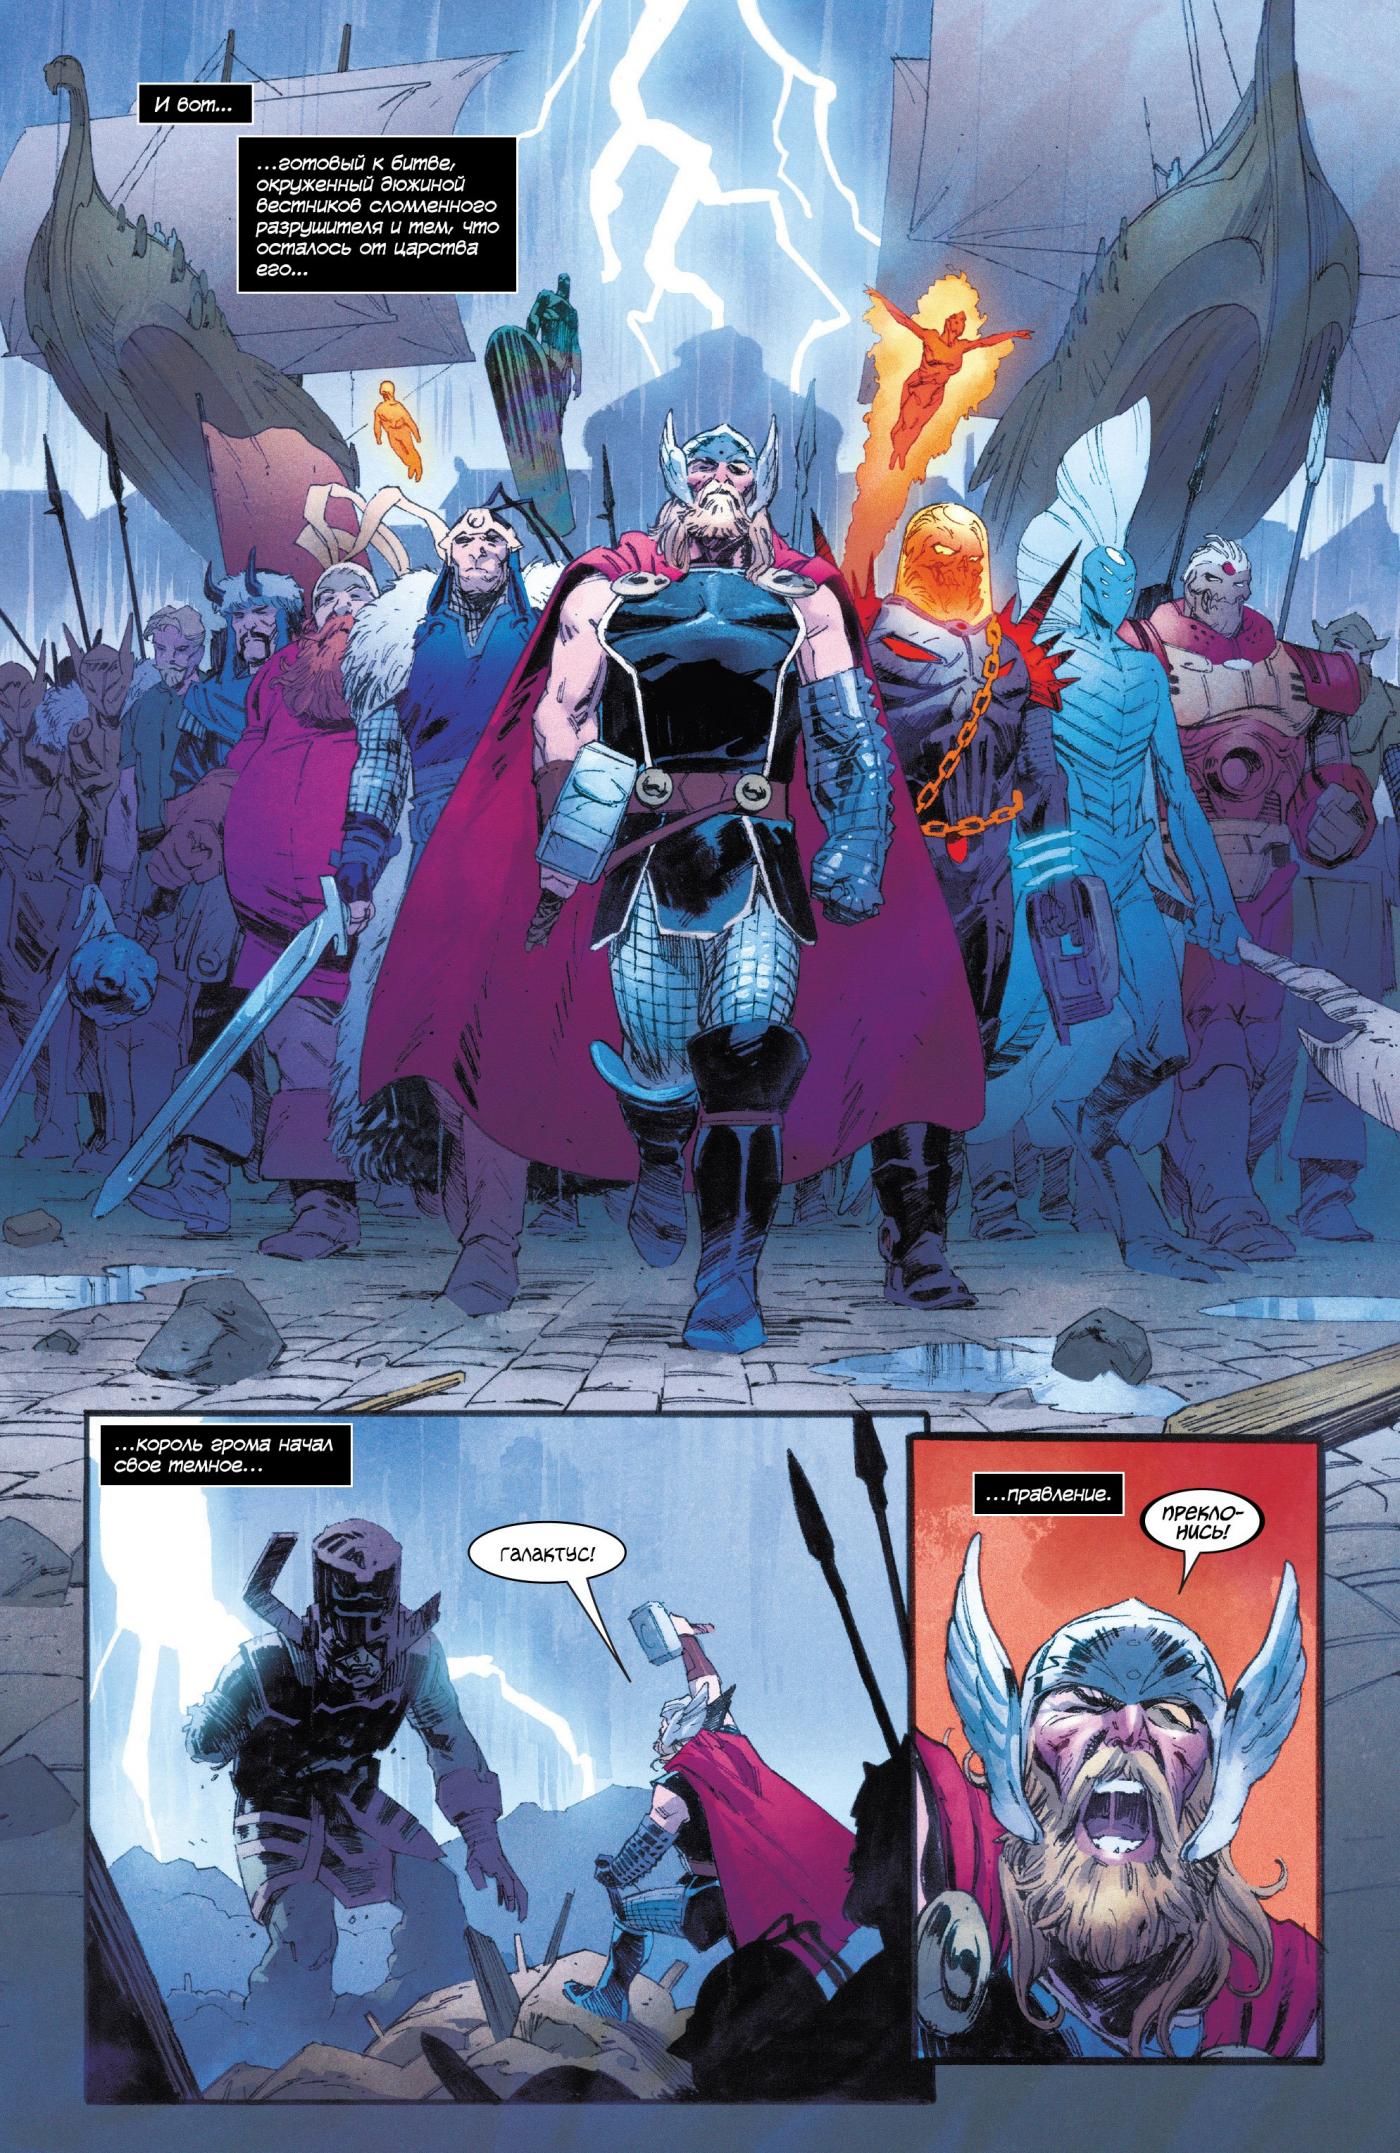 И вот...
...готовый к битве,
окруженный дюжиной
вестников сломленного
разрушителя и тем, что
осталось от царства
его...
...король грома начал
свое темное...
Галактус!
...правление.
Прекло-
нись!